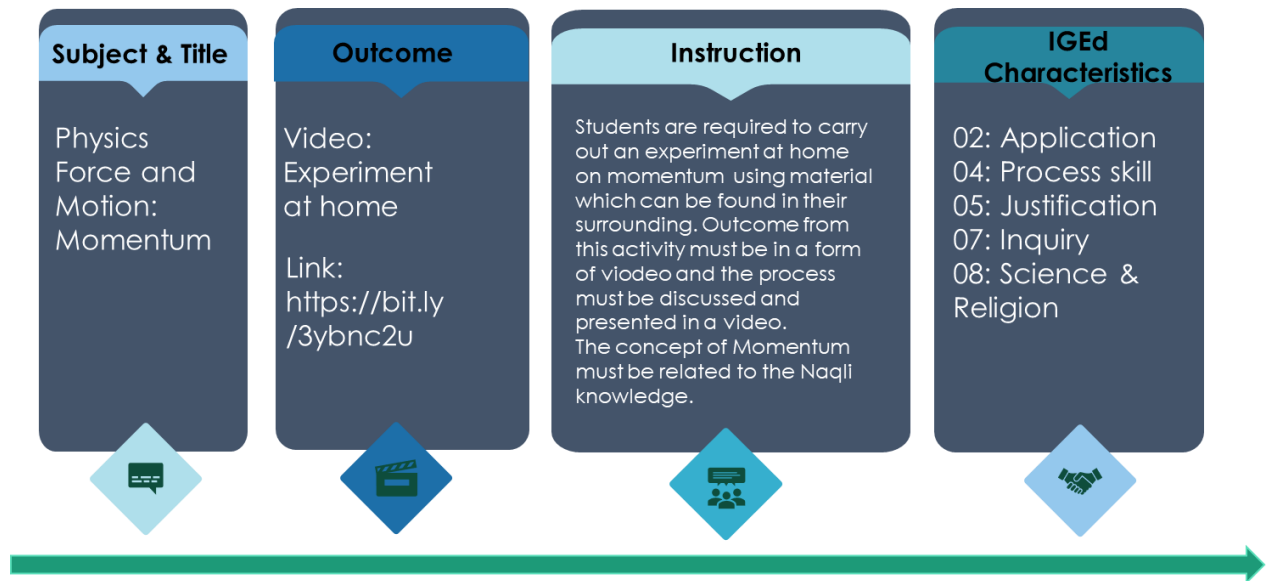 Subject & Title
Physics
Force and
Motion:
Momentum
Outcome
Video:
Experiment
at home
Link:
https://bit.ly
/3ybnc2u
Instruction
Students are required to carry
out an experiment at home
on momentum using material
which can be found in their
surrounding. Outcome from
this activity must be in a form
of viodeo and the process
must be discussed and
presented in a video.
The concept of Momentum
must be related to the Naqli
knowledge.
IGEd
Characteristics
02: Application
04: Process skill
05: Justification
07: Inquiry
08: Science &
Religion